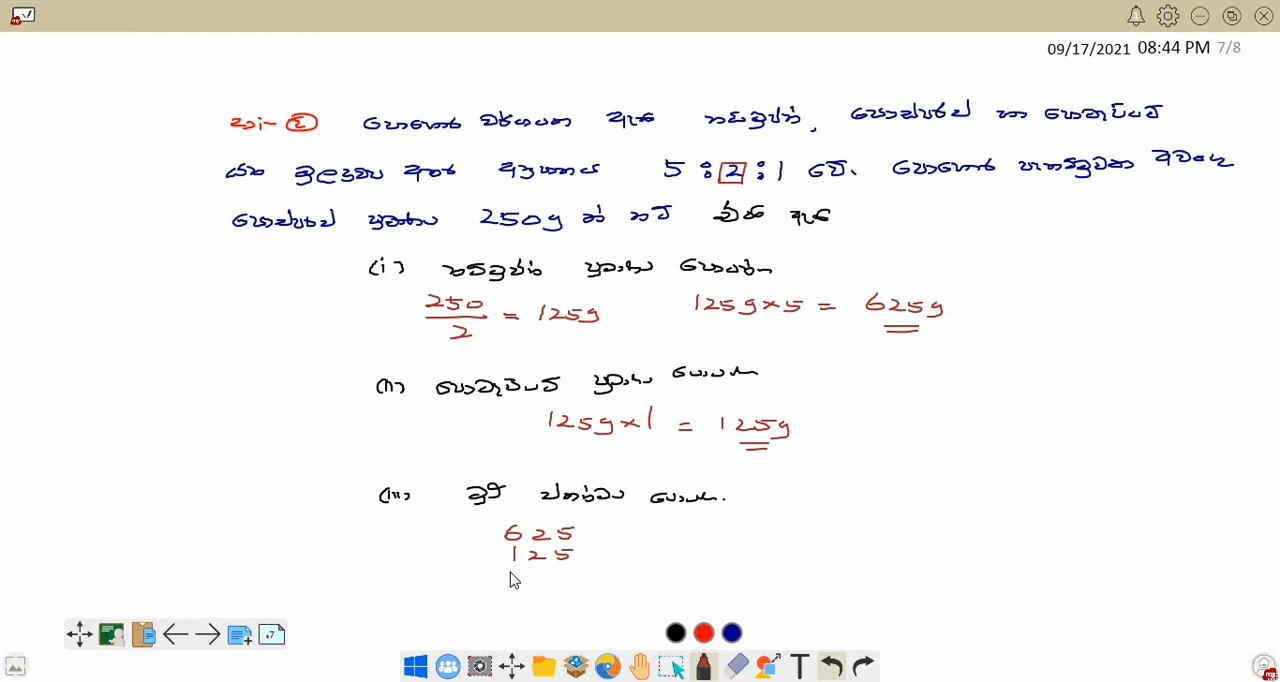 09/17/2021 08:44 PM 7/8
පොහොර වර්ගයක ඇති නයිට්‍රජන්, පොස්පරස් හා පොටෑසියම්
යන මූලද්‍රව්‍ය අතර අනුපාතය 5 : 2 : 1 වේ. පොහොර පැකට්ටුවක අඩංගු
පොස්පරස් ප්‍රමාණය 250g ක් නම් එහි ඇති
(i) නයිට්‍රජන් ප්‍රමාණය සොයන්න
250/2 = 125g 125g×5 = 625g
(ii) පොටෑසියම් ප්‍රමාණය සොයන්න
125g×1 = 125g
(iii) මුළු ස්කන්ධය සොයන්න.
625
125